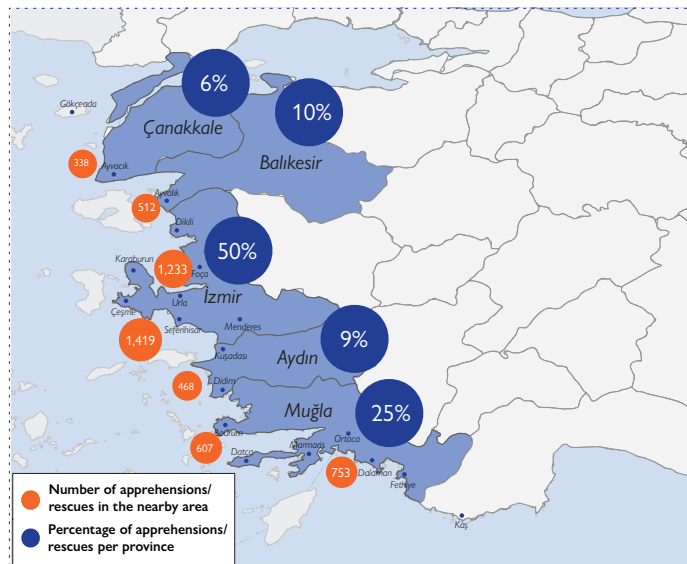 6%
10%
Gökçeada
Çanakkale
338
Ayvacık
Balıkesir
Ayvalık
512
Dikili
50%
Karaburun
1,233
Foça
İzmir
Çeşme
Urla
Seferihisar
Menderes
1,419
9%
Kuşadası
Aydın
468
Didim
Muğla
25%
Bodrum
Ortaca
607
Datça
Marmaris
753
Dalaman
Fethiye
Kaş
Number of apprehensions/
rescues in the nearby area
Percentage of apprehensions/
rescues per province